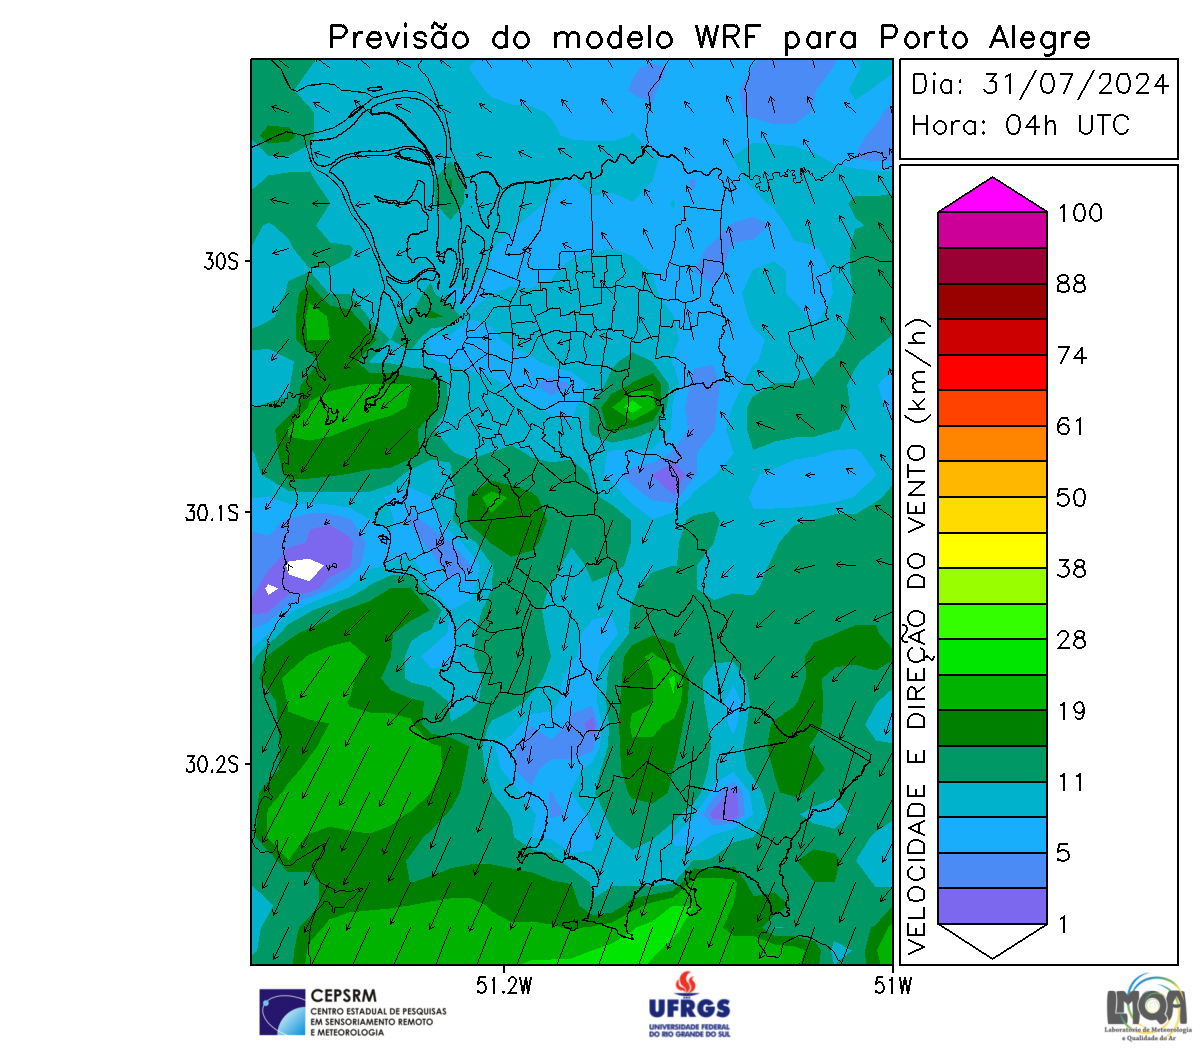 Previsão do modelo WRF para Porto Alegre
Dia: 31/07/2024
Hora: 04h UTC
100
88
74
61
50
38
28
19
11
5
1
VELOCIDADE E DIREÇÃO DO VENTO (km/h)
30S
30.1S
30.2S
51.2W
51W
CEPSRM
CENTRO ESTADUAL DE PESQUISAS
EM SENSORIAMENTO REMOTO
E METEOROLOGIA
UFRGS
UNIVERSIDADE FEDERAL
DO RIO GRANDE DO SUL
LMQA
Laboratório de Meteorologia
e Qualidade do Ar